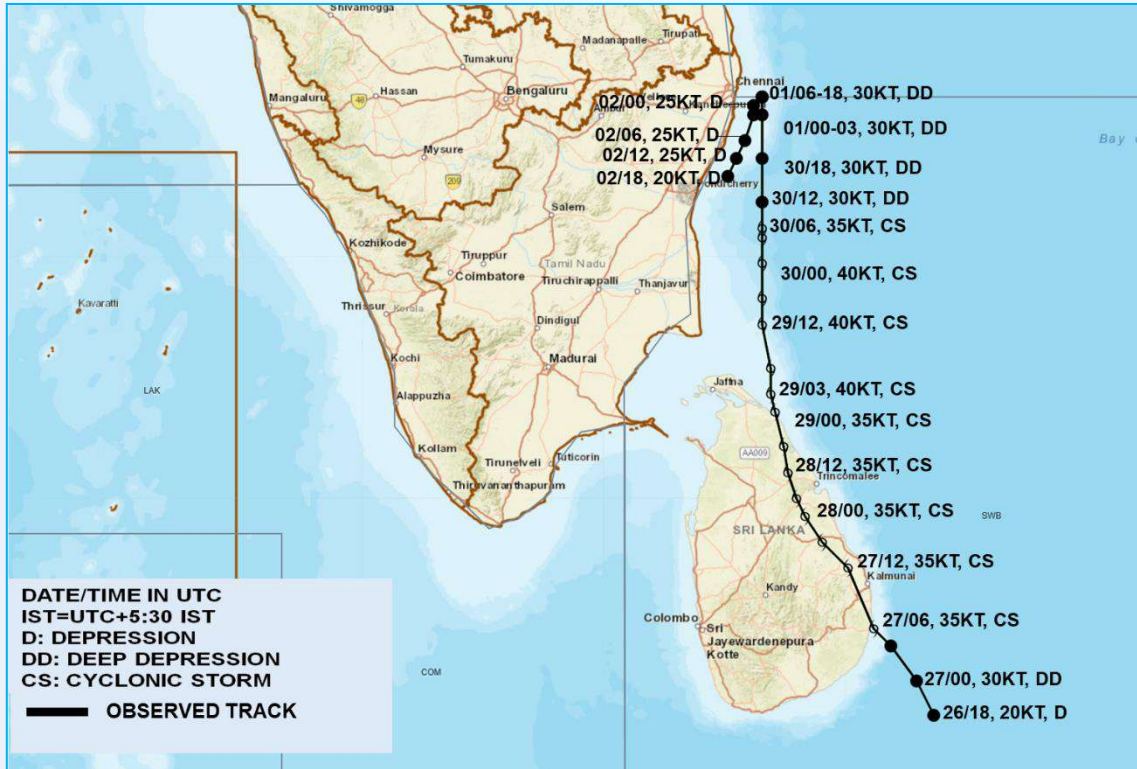 Shivamogga
Madanapalle
Tirupati
Tumakuru
Chennai
Mangaluru
48
Hassan
Bengaluru
02/00, 25KT, D
01/06-18, 30KT, DD
01/00-03, 30KT, DD
Bay
02/06, 25KT, D
Mysuru
02/12, 25KT, D
30/18, 30KT, DD
209
02/18, 20KT, D
30/12, 30KT, DD
Salem
30/06, 35KT, CS
Kozhikode
Tiruppur
Tamil Nadu
Coimbatore
30/00, 40KT, CS
Tiruchirappalli
Thanjavur
Kavaratti
Thrissur
Kerala
29/12, 40KT, CS
Dindigul
Kochi
Madurai
LAK
Jaffna
29/03, 40KT, CS
Alappuzha
29/00, 35KT, CS
Kollam
AA009
28/12, 35KT, CS
Tirunelveli
Tuticorin
Trincomalee
Thiruvananthapuram
28/00, 35KT, CS
SWB
SRI LANKA
27/12, 35KT, CS
Kalmunai
Kandy
Colombo
Sri
Jayewardenepura
Kotte
27/06, 35KT, CS
COM
27/00, 30KT, DD
26/18, 20KT, D
DATE/TIME IN UTC
IST=UTC+5:30 IST
D: DEPRESSION
DD: DEEP DEPRESSION
CS: CYCLONIC STORM
OBSERVED TRACK